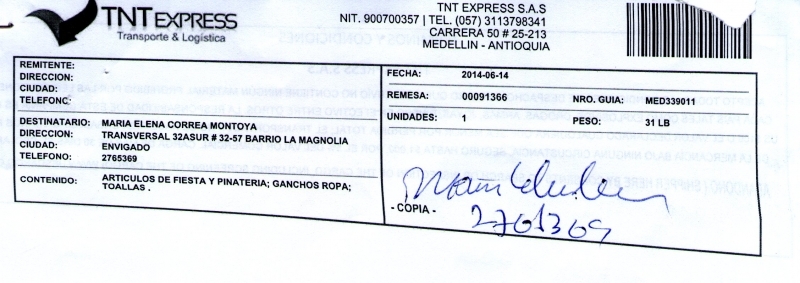 TNT EXPRESS
Transporte & Logística
TNT EXPRESS S.A.S
NIT. 900700357 | TEL. (057) 3113798341
CARRERA 50 # 25-213
MEDELLIN - ANTIOQUIA
REMITENTE:
DIRECCION:
CIUDAD:
TELEFONO:
FECHA: 2014-06-14
REMESA: 00091366 NRO. GUIA: MED339011
UNIDADES: 1 PESO: 31 LB
DESTINATARIO: MARIA ELENA CORREA MONTOYA
DIRECCION: TRANSVERSAL 32ASUR # 32-57 BARRIO LA MAGNOLIA
CIUDAD: ENVIGADO
TELEFONO: 2765369
CONTENIDO: ARTICULOS DE FIESTA Y PINATERIA; GANCHOS ROPA;
TOALLAS .
- COPIA -
2701309